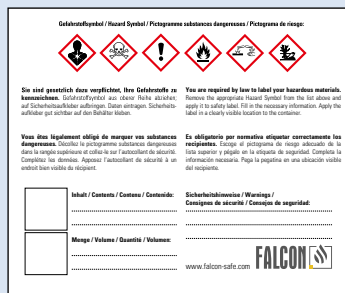 Gefahrstoffsymbol / Hazard Symbol / Pictogramme substances dangereuses / Pictograma de riesgo:
Sie sind gesetzlich dazu verpflichtet, Ihre Gefahrstoffe zu
kennzeichnen. Gefahrstoffsymbol aus oberer Reihe abziehen;
auf Sicherheitsaufkleber aufbringen. Daten eintragen. Sicherheits-
aufkleber gut sichtbar auf den Behälter kleben.
You are required by law to label your hazardous materials.
Remove the appropriate Hazard Symbol from the list above and
apply it to safety label. Fill in the necessary information. Apply the
label in a clearly visible location to the container.
Vous êtes légalement obligé de marquer vos substances
dangereuses. Décollez le pictogramme substances dangereuses
dans la rangée supérieure et collez-le sur l'autocollant de sécurité.
Complétez les données. Apposez l'autocollant de sécurité à un
endroit bien visible du récipient.
Es obligatorio por normativa etiquetar correctamente los
recipientes. Escoge el pictograma de riesgo adecuado de la
lista superior y pégalo en la etiqueta de seguridad. Completa la
información necesaria. Pega la pegatina en una ubicación visible
del recipiente.
Inhalt / Contents / Contenu / Contenido:
Sicherheitshinweise / Warnings /
Consignes de sécurité / Consejos de seguridad:
Menge / Volume / Quantité / Volumen:
www.falcon-safe.com
FALCON